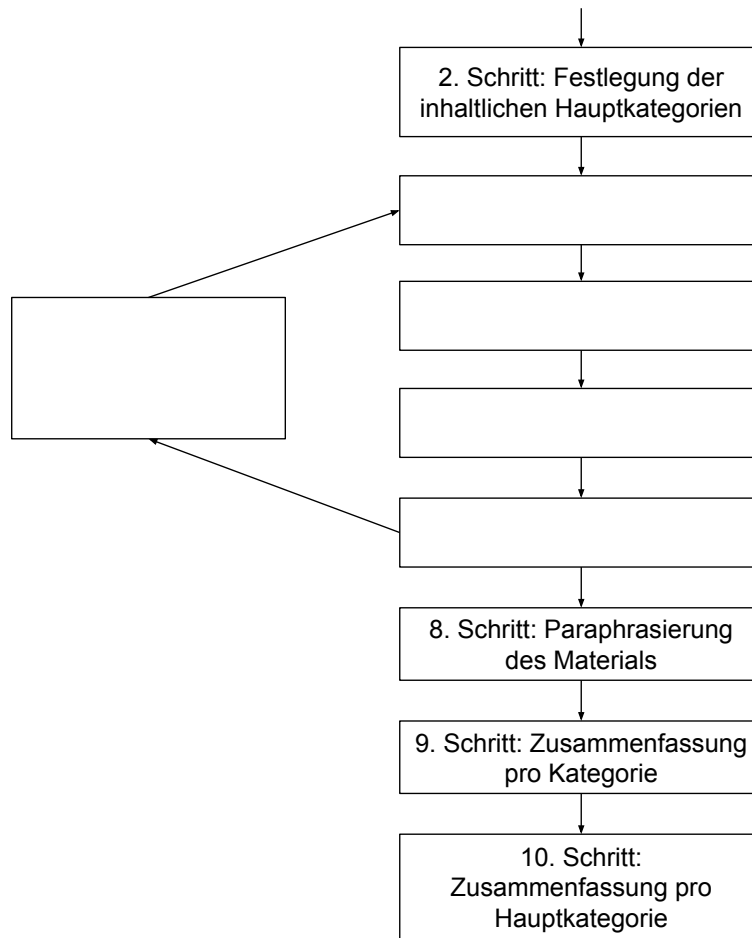 2. Schritt: Festlegung der
inhaltlichen Hauptkategorien
8. Schritt: Paraphrasierung
des Materials
9. Schritt: Zusammenfassung
pro Kategorie
10. Schritt:
Zusammenfassung pro
Hauptkategorie